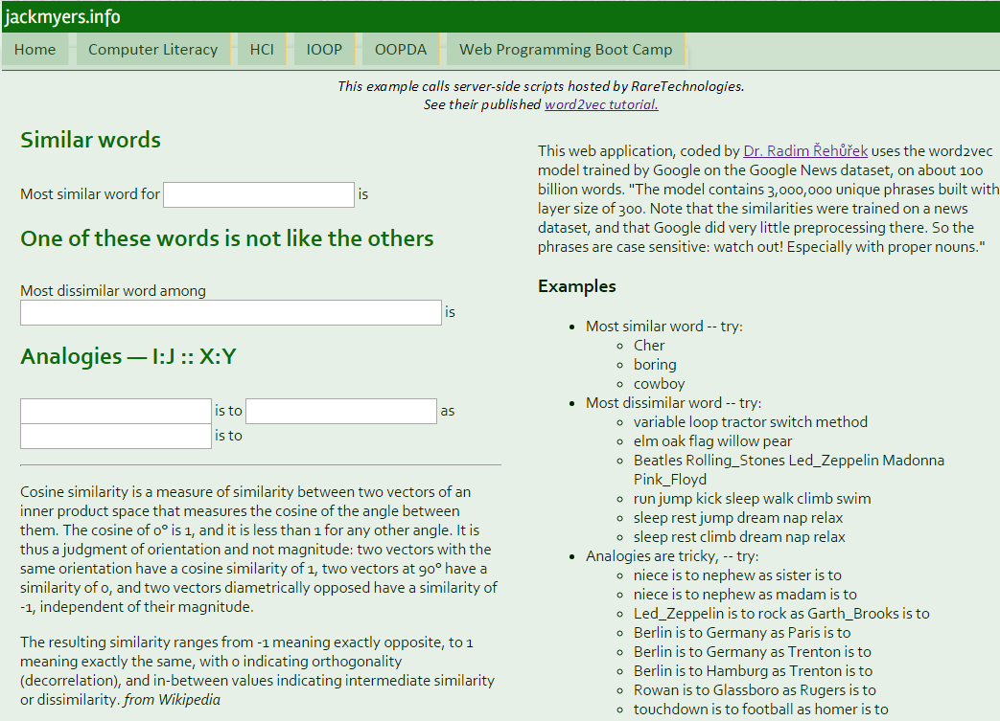 jackmyers.info
Home Computer Literacy HCI IOOP OOPDA Web Programming Boot Camp
This example calls server-side scripts hosted by RareTechnologies.
See their published word2vec tutorial.
Similar words
Most similar word for is
One of these words is not like the others
Most dissimilar word among
is
Analogies — I:J :: X:Y
is to as
is to
Cosine similarity is a measure of similarity between two vectors of an
inner product space that measures the cosine of the angle between
them. The cosine of 0° is 1, and it is less than 1 for any other angle. It is
thus a judgment of orientation and not magnitude: two vectors with the
same orientation have a cosine similarity of 1, two vectors at 90° have a
similarity of 0, and two vectors diametrically opposed have a similarity of
-1, independent of their magnitude.
The resulting similarity ranges from -1 meaning exactly opposite, to 1
meaning exactly the same, with 0 indicating orthogonality
(decorrelation), and in-between values indicating intermediate similarity
or dissimilarity. from Wikipedia
This web application, coded by Dr. Radim Řehůřek uses the word2vec
model trained by Google on the Google News dataset, on about 100
billion words. "The model contains 3,000,000 unique phrases built with
layer size of 300. Note that the similarities were trained on a news
dataset, and that Google did very little preprocessing there. So the
phrases are case sensitive: watch out! Especially with proper nouns."
Examples
• Most similar word -- try:
◦ Cher
◦ boring
◦ cowboy
• Most dissimilar word -- try:
◦ variable loop tractor switch method
◦ elm oak flag willow pear
◦ Beatles Rolling_Stones Led_Zeppelin Madonna
Pink_Floyd
◦ run jump kick sleep walk climb swim
◦ sleep rest jump dream nap relax
◦ sleep rest climb dream nap relax
• Analogies are tricky, -- try:
◦ niece is to nephew as sister is to
◦ niece is to nephew as madam is to
◦ Led_Zeppelin is to rock as Garth_Brooks is to
◦ Berlin is to Germany as Paris is to
◦ Berlin is to Germany as Trenton is to
◦ Berlin is to Hamburg as Trenton is to
◦ Rowan is to Glassboro as Rugers is to
◦ touchdown is to football as homer is to